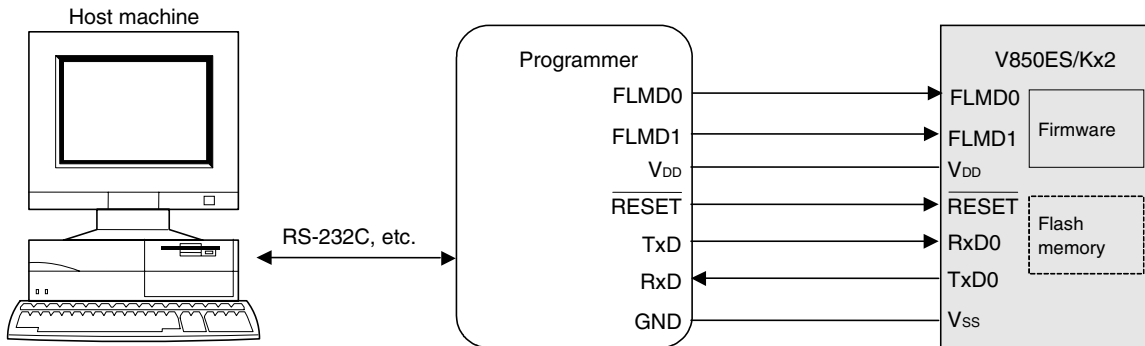 Host machine
RS-232C, etc.
Programmer
FLMD0
FLMD1
VDD
RESET
TxD
RxD
GND
V850ES/Kx2
FLMD0
FLMD1
VDD
RESET
RxD0
TxD0
VSS
Firmware
Flash
memory